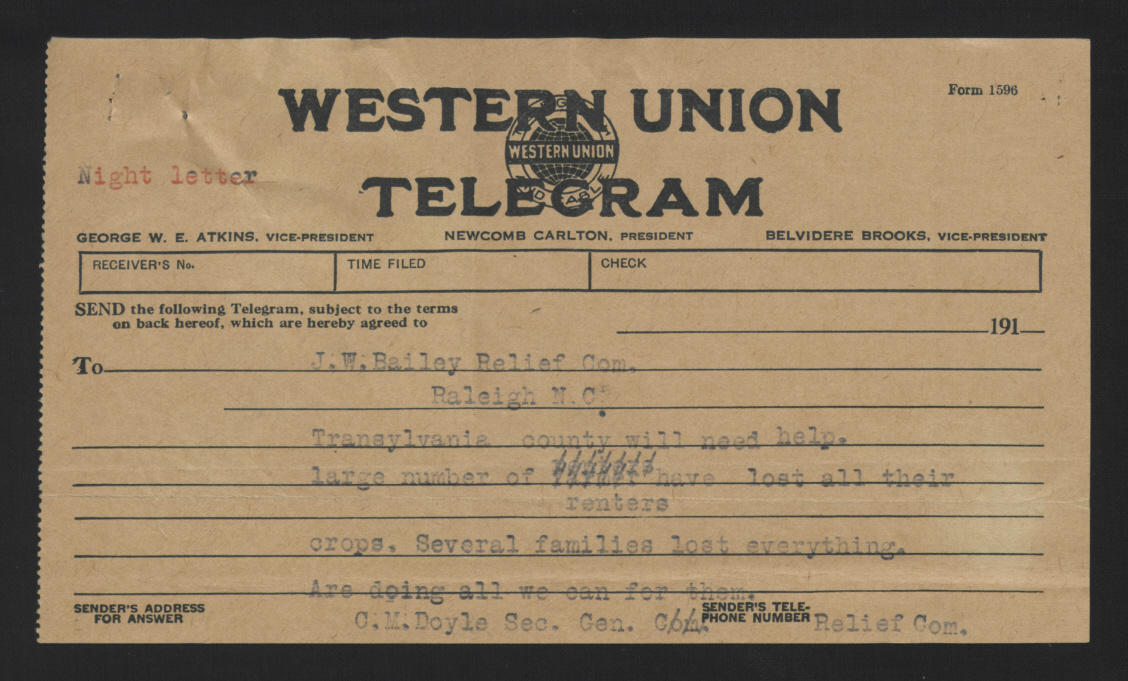 Form 1596
WESTERN UNION
WESTERN UNION
Night letter
TELEGRAM
GEORGE W. E. ATKINS, VICE-PRESIDENT NEWCOMB CARLTON, PRESIDENT BELVIDERE BROOKS, VICE-PRESIDENT
RECEIVER'S No. TIME FILED CHECK
SEND the following Telegram, subject to the terms
on back hereof, which are hereby agreed to
191
To J.W.Bailey Relief Com.
Raleigh N.C.
Transylvania county will need help.
large number of have lost all their
renters
crops. Several families lost everything.
Are doing all we can for them.
SENDER'S ADDRESS
FOR ANSWER
SENDER'S TELE-
PHONE NUMBER
C.M.Doyle Sec. Gen. Relief Com.